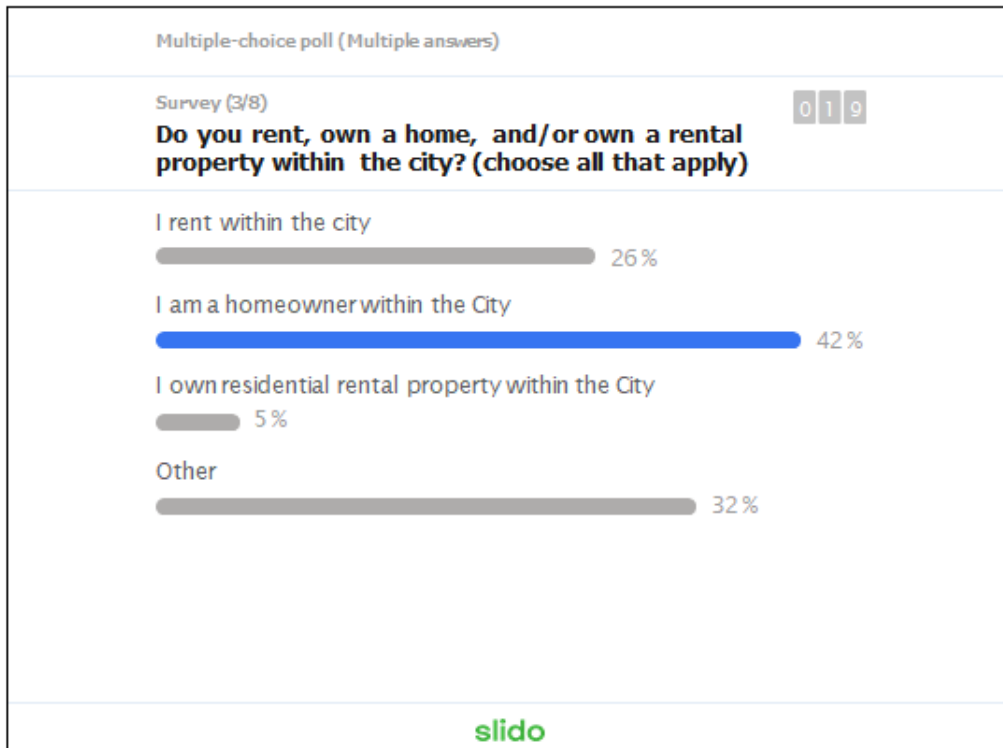 Multiple-choice poll (Multiple answers)
Survey (3/8)
0 1 9
Do you rent, own a home, and/or own a rental
property within the city? (choose all that apply)
I rent within the city
26 %
I am a homeowner within the City
42 %
I own residential rental property within the City
5 %
Other
32 %
slido